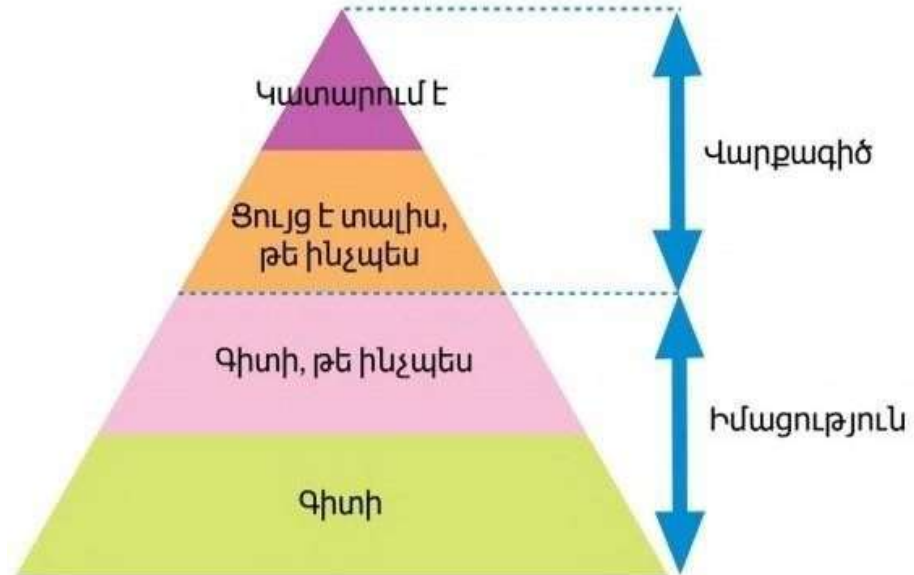 Կատարում է
Ցույց է տալիս,
թե ինչպես
Վարքագիծ
Գիտի, թե ինչպես
Իմացություն
Գիտի